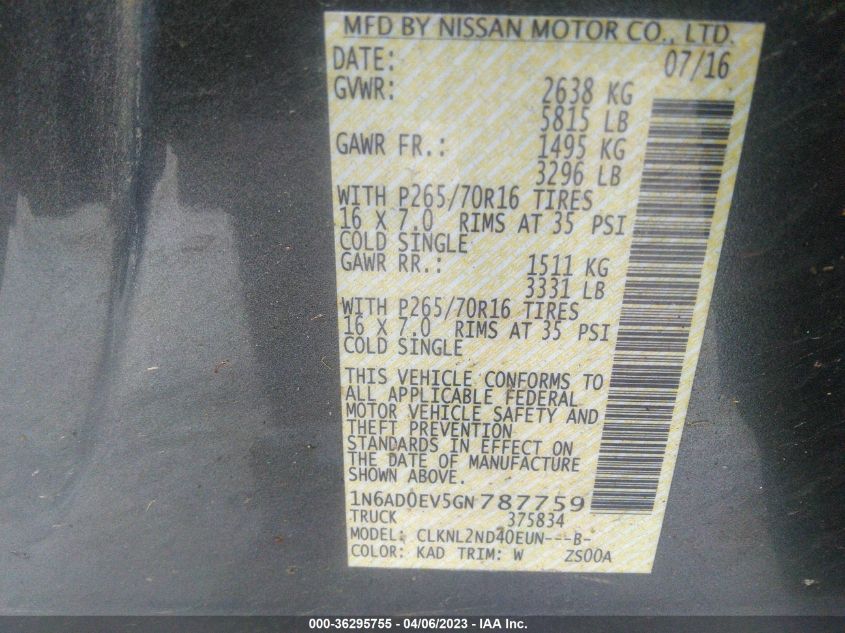 MFD BY NISSAN MOTOR CO., LTD.
DATE: 07/16
GVWR: 2638 KG
5815 LB
GAWR FR.: 1495 KG
3296 LB
WITH P265/70R16 TIRES
16 X 7.0 RIMS AT 35 PSI
COLD SINGLE
GAWR RR.: 1511 KG
3331 LB
WITH P265/70R16 TIRES
16 X 7.0 RIMS AT 35 PSI
COLD SINGLE
THIS VEHICLE CONFORMS TO
ALL APPLICABLE FEDERAL
MOTOR VEHICLE SAFETY AND
THEFT PREVENTION
STANDARDS IN EFFECT ON
THE DATE OF MANUFACTURE
SHOWN ABOVE.
1N6AD0EV5GN787759
TRUCK 375834
MODEL: CLKNL2ND40EUN---B-
COLOR: KAD TRIM: W ZS00A
000-36295755 - 04/06/2023 - IAA Inc.